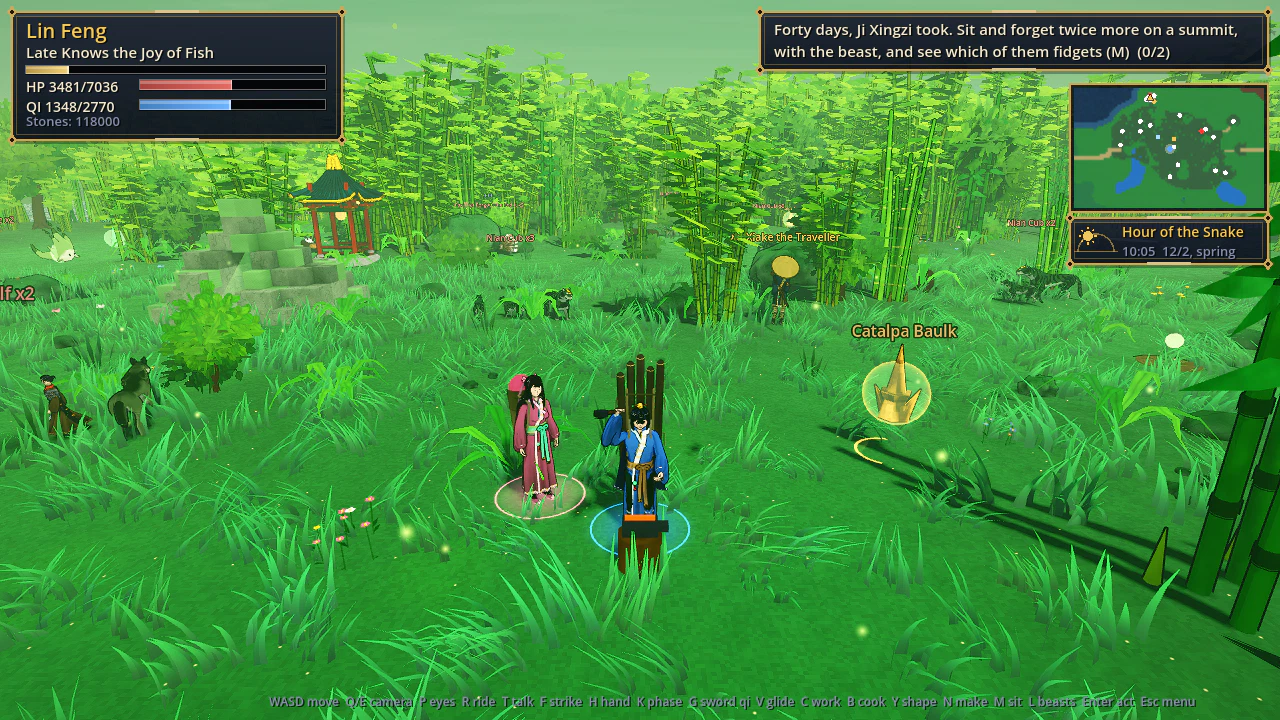 Lin Feng
Late Knows the Joy of Fish
HP 3481/7036
QI 1348/2770
Stones: 118000
Forty days, Ji Xingzi took. Sit and forget twice more on a summit,
with the beast, and see which of them fidgets (M) (0/2)
Hour of the Snake
10:05 12/2, spring
Nian Cub x3
Xiake the Traveller
Nian Cub x2
lf x2
Catalpa Baulk
WASD move Q/E camera P eyes R ride T talk F strike H hand K phase G sword qi V glide C work B cook Y shape N make M sit L beasts Enter act Esc menu